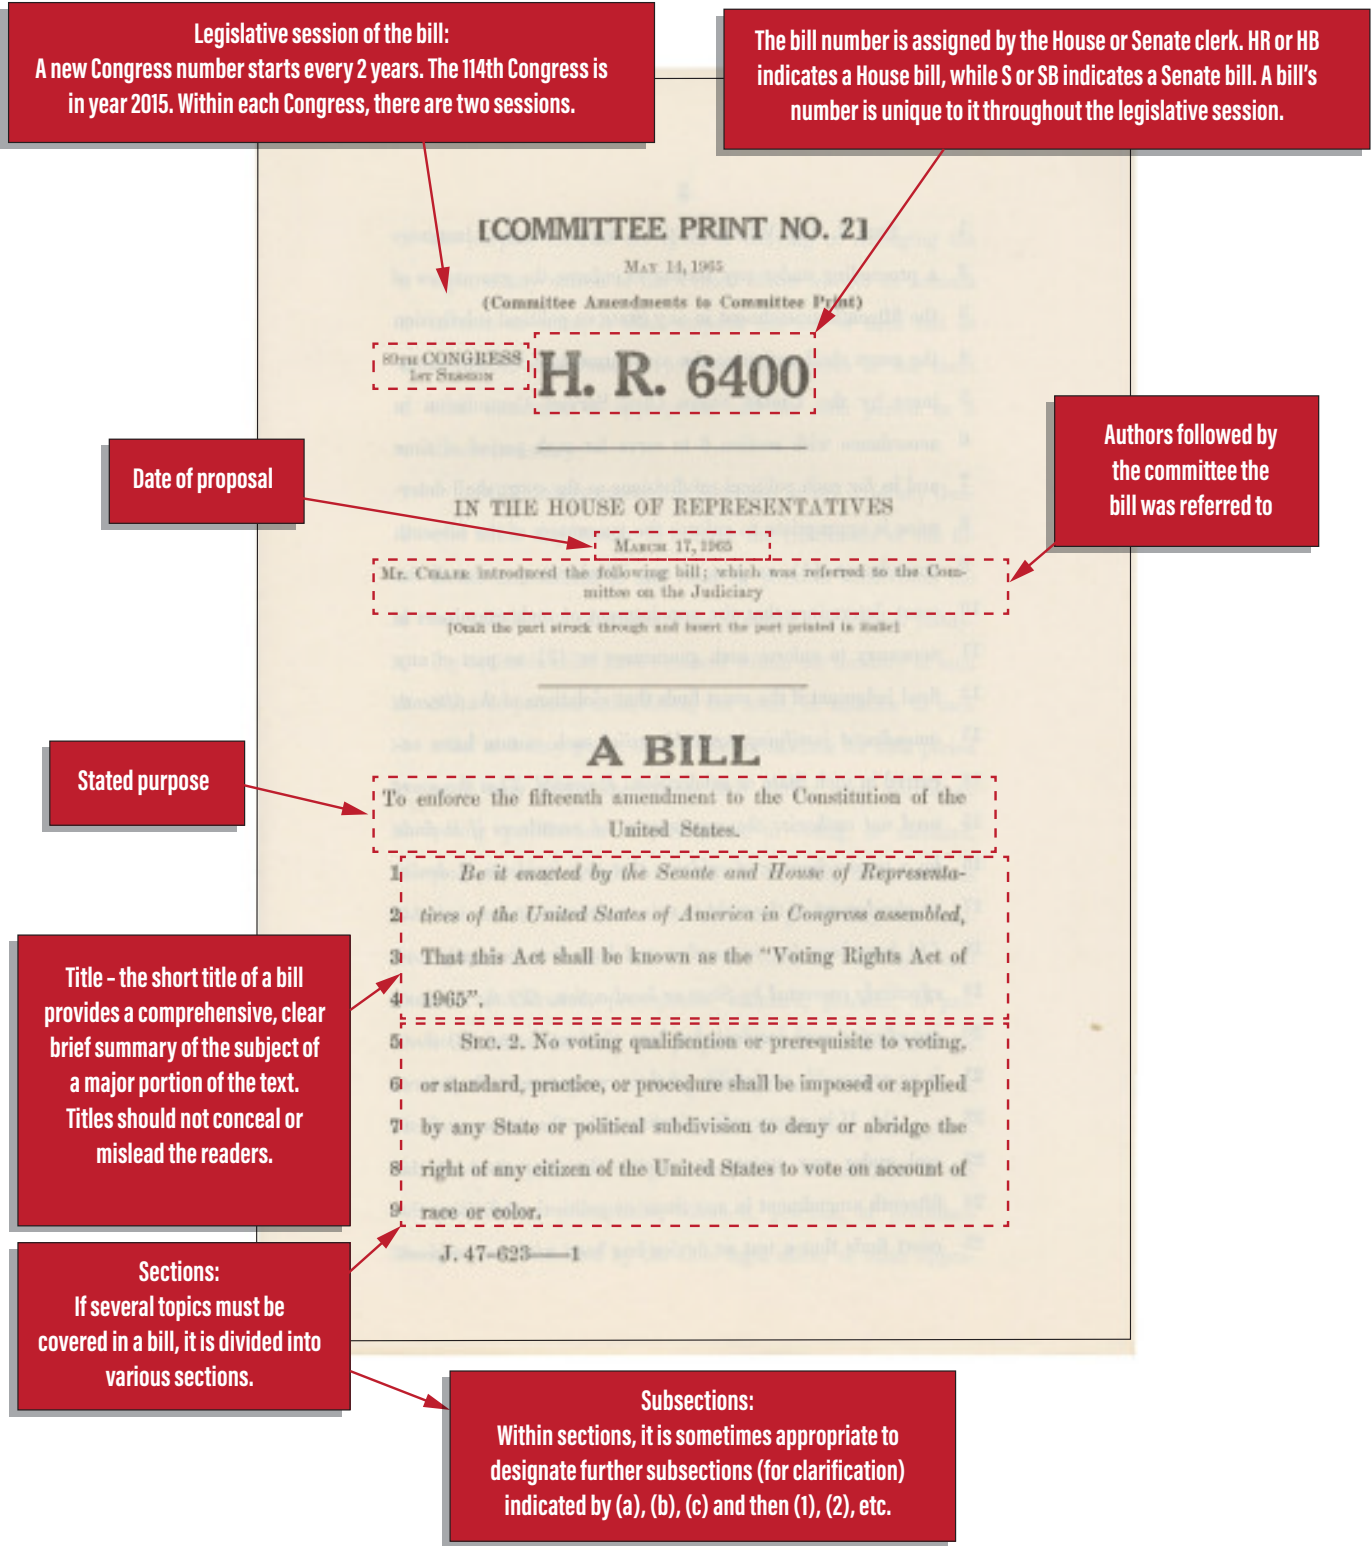 Legislative session of the bill:
A new Congress number starts every 2 years. The 114th Congress is
in year 2015. Within each Congress, there are two sessions.
The bill number is assigned by the House or Senate clerk. HR or HB
indicates a House bill, while S or SB indicates a Senate bill. A bill’s
number is unique to it throughout the legislative session.
[COMMITTEE PRINT NO. 2]
MAY 14, 1965
(Committee Amendments to Committee Print)
89TH CONGRESS
1ST SESSION
H. R. 6400
Authors followed by
the committee the
bill was referred to
Date of proposal
IN THE HOUSE OF REPRESENTATIVES
MARCH 17, 1965
Mr. CELLER introduced the following bill; which was referred to the Com-
mittee on the Judiciary
[Omit the part struck through and insert the part printed in italic]
A BILL
Stated purpose
To enforce the fifteenth amendment to the Constitution of the
United States.
1 Be it enacted by the Senate and House of Representa-
2 tives of the United States of America in Congress assembled,
3 That this Act shall be known as the “Voting Rights Act of
4 1965”.
Title – the short title of a bill
provides a comprehensive, clear
brief summary of the subject of
a major portion of the text.
Titles should not conceal or
mislead the readers.
5 SEC. 2. No voting qualification or prerequisite to voting,
6 or standard, practice, or procedure shall be imposed or applied
7 by any State or political subdivision to deny or abridge the
8 right of any citizen of the United States to vote on account of
9 race or color.
J. 47–623——1
Sections:
If several topics must be
covered in a bill, it is divided into
various sections.
Subsections:
Within sections, it is sometimes appropriate to
designate further subsections (for clarification)
indicated by (a), (b), (c) and then (1), (2), etc.